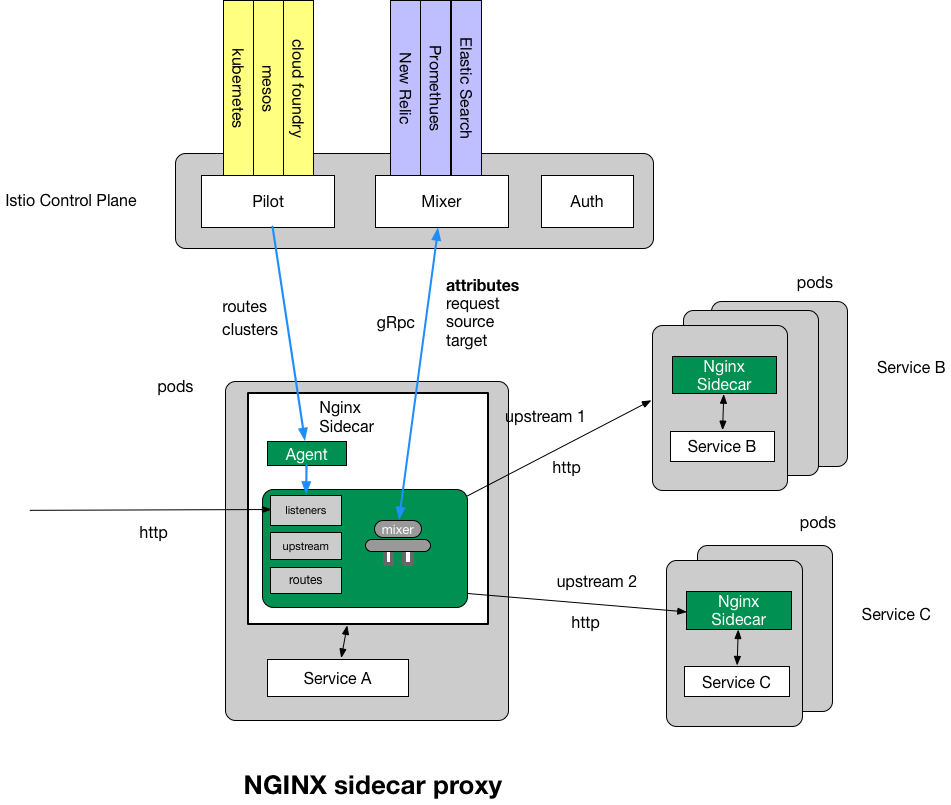 kubernetes
mesos
cloud foundry
New Relic
Promethues
Elastic Search
Istio Control Plane
Pilot
Mixer
Auth
routes
clusters
gRpc
attributes
request
source
target
pods
Nginx
Sidecar
Agent
listeners
upstream
routes
mixer
http
Service A
upstream 1
http
pods
Nginx
Sidecar
Service B
Service B
upstream 2
http
pods
Nginx
Sidecar
Service C
Service C
NGINX sidecar proxy